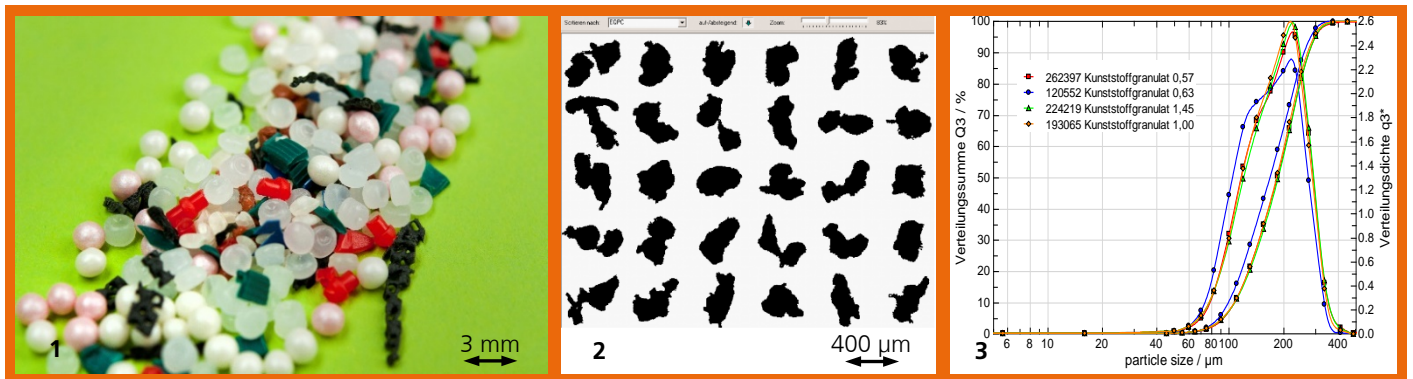 1
3 mm
Sortieren nach:
EQPC
auf-/absteigend:
Zoom:
80%
2
400 µm
Verteilungssumme Q3 / %
100
90
80
70
60
50
40
30
20
10
0
262397 Kunststoffgranulat 0,57
120552 Kunststoffgranulat 0,63
224219 Kunststoffgranulat 1,45
193065 Kunststoffgranulat 1,00
2.6
2.4
2.2
2.0
1.8
1.6
1.4
1.2
1.0
0.8
0.6
0.4
0.2
0.0
Verteilungsdichte q3*
6 8 10 20 40 60 80 100 200 400
particle size / µm
3